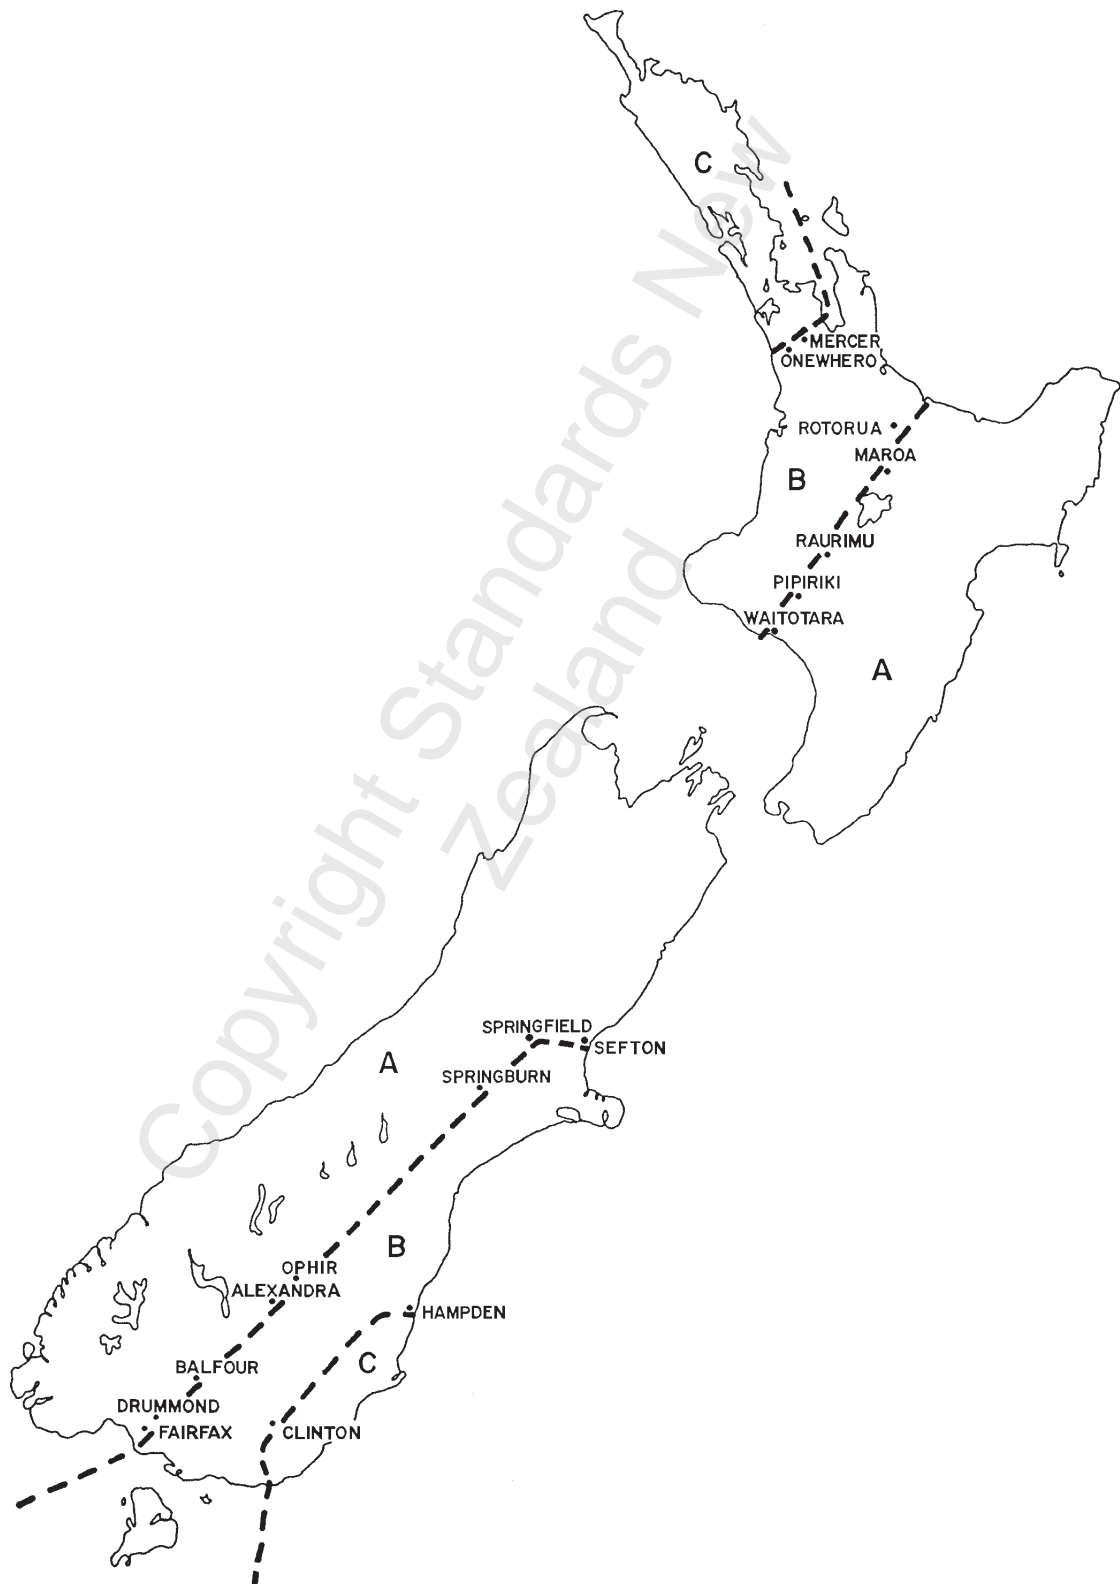 C
MERCER
ONEWHERO
ROTORUA
MAROA
B
RAURIMU
PIPIRIKI
WAITOTARA
A
SPRINGFIELD
SEFTON
A
SPRINGBURN
B
OPHIR
ALEXANDRA
HAMPDEN
C
BALFOUR
DRUMMOND
FAIRFAX
CLINTON
Copyright Standards New
Zealand